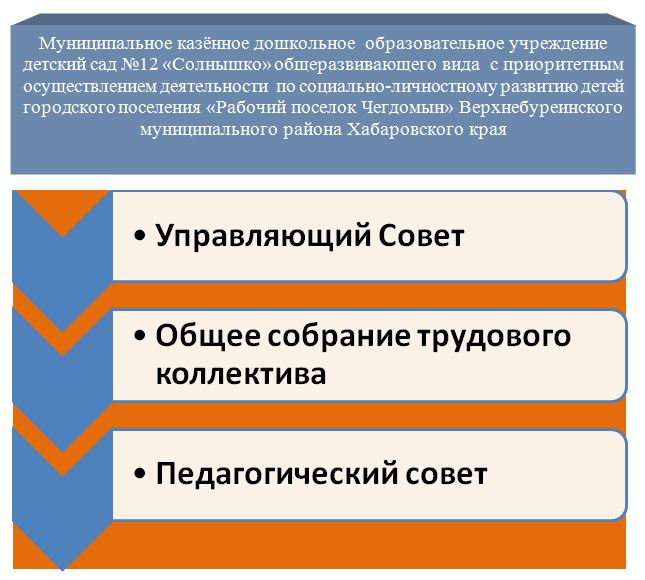 Муниципальное казённое дошкольное образовательное учреждение
детский сад №12 «Солнышко» общеразвивающего вида с приоритетным
осуществлением деятельности по социально-личностному развитию детей
городского поселения «Рабочий поселок Чегдомын» Верхнебуреинского
муниципального района Хабаровского края
• Управляющий Совет
• Общее собрание трудового
коллектива
• Педагогический совет